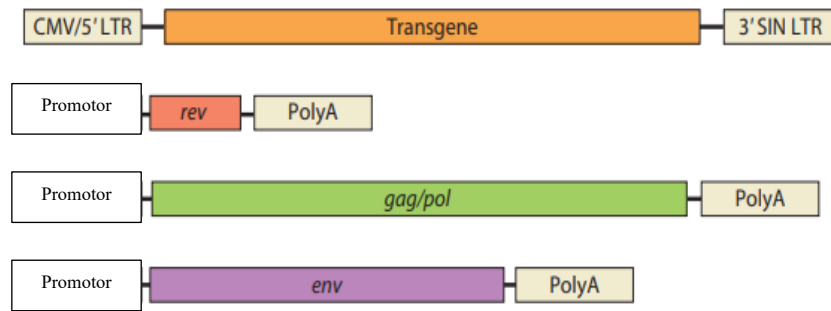 CMV/5' LTR Transgene 3' SIN LTR
Promotor rev PolyA
Promotor gag/pol PolyA
Promotor env PolyA